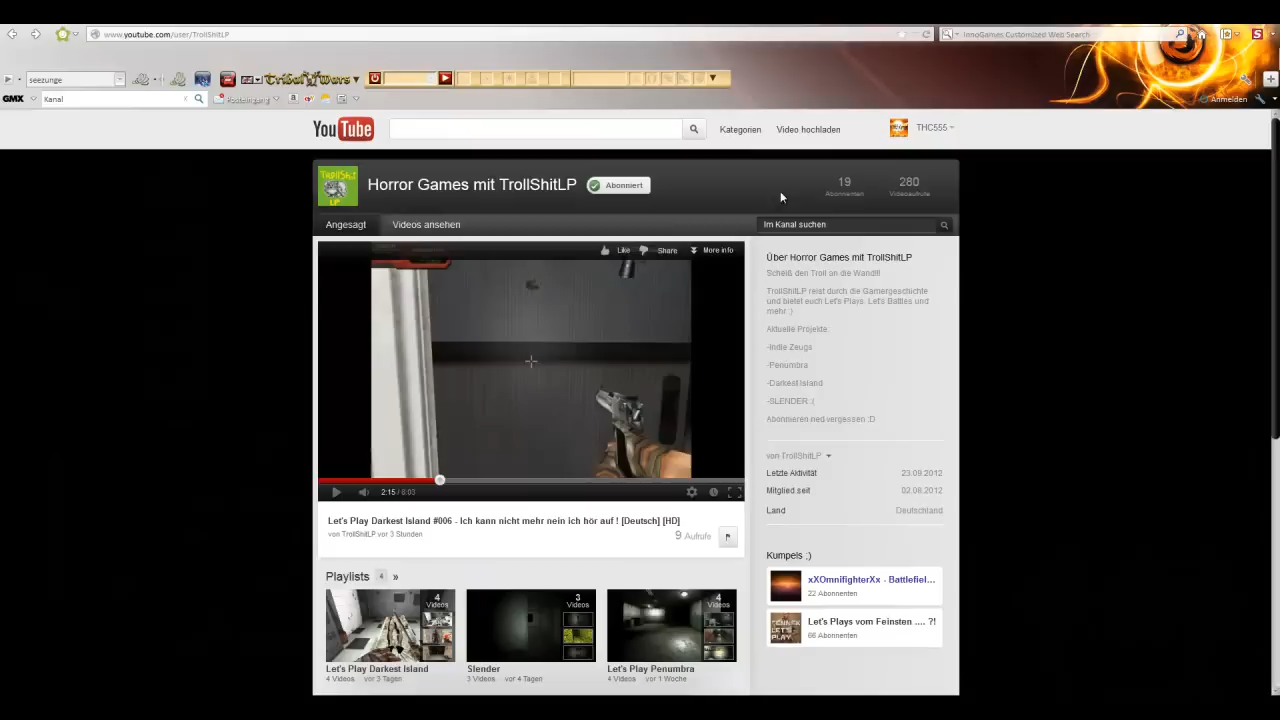 www.youtube.com/user/TrollShitLP
InnoGames Customized Web Search
seezunge
Tribal Wars
GMX
Kanal
Posteingang
Anmelden
YouTube
Kategorien
Video hochladen
THC555
TrollShit
LP
Horror Games mit TrollShitLP
Abonniert
19
Abonnenten
280
Videoaufrufe
Angesagt
Videos ansehen
Im Kanal suchen
Like
Share
More info
2:15 / 8:03
Let's Play Darkest Island #006 - Ich kann nicht mehr nein ich hör auf ! [Deutsch] [HD]
von TrollShitLP vor 3 Stunden
9 Aufrufe
Playlists 4 »
4
Videos
3
Videos
4
Videos
Let's Play Darkest Island
4 Videos vor 3 Tagen
Slender
3 Videos vor 4 Tagen
Let's Play Penumbra
4 Videos vor 1 Woche
Über Horror Games mit TrollShitLP
Scheiß den Troll an die Wand!!!
TrollShitLP reist durch die Gamergeschichte
und bietet euch Let's Plays, Let's Battles und
mehr :)
Aktuelle Projekte:
-Indie Zeugs
-Penumbra
-Darkest Island
-SLENDER :(
Abonnieren ned vergessen :D
von TrollShitLP
Letzte Aktivität 23.09.2012
Mitglied seit 02.08.2012
Land Deutschland
Kumpels ;)
xXOmnifighterXx - Battlefiel...
22 Abonnenten
Let's Plays vom Feinsten .... ?!
66 Abonnenten